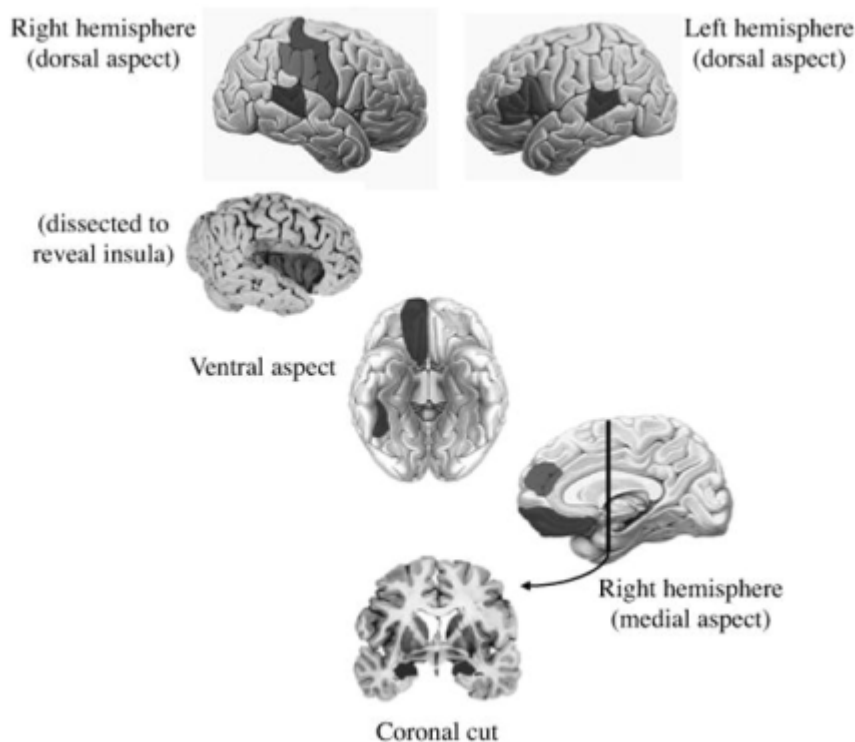 Right hemisphere
(dorsal aspect)
Left hemisphere
(dorsal aspect)
(dissected to
reveal insula)
Ventral aspect
Right hemisphere
(medial aspect)
Coronal cut